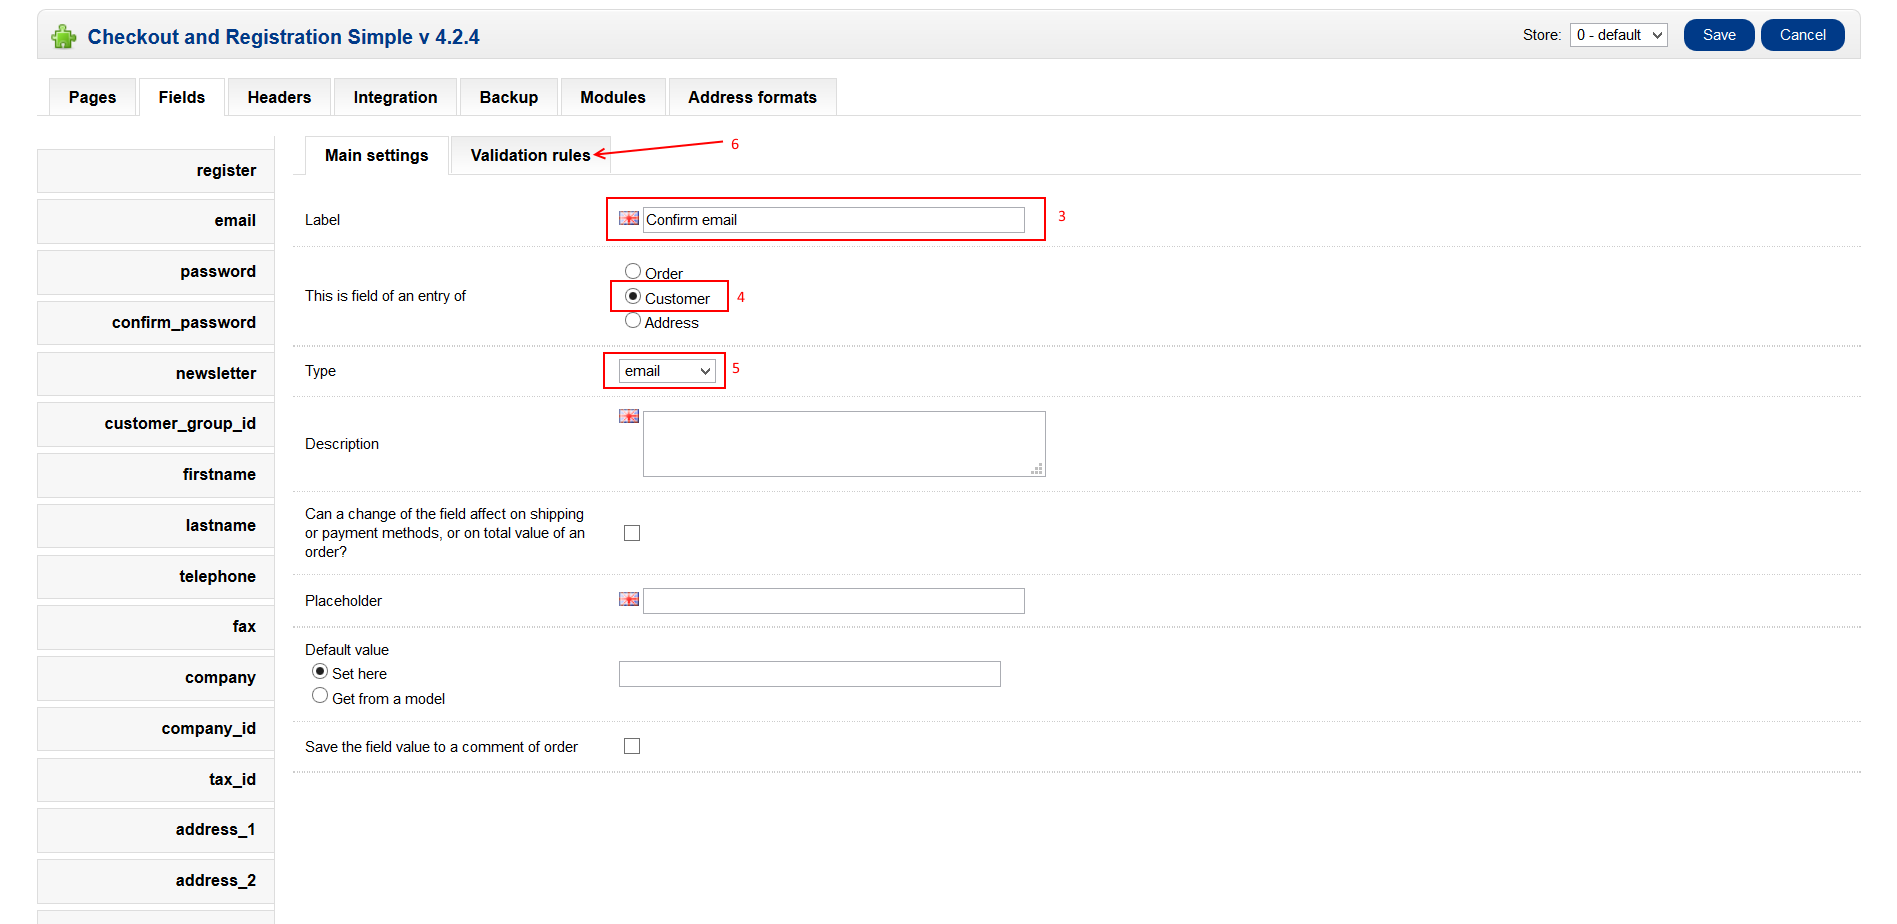 Checkout and Registration Simple v 4.2.4
Store: 0 - default Save Cancel
Pages Fields Headers Integration Backup Modules Address formats
register
email
password
confirm_password
newsletter
customer_group_id
firstname
lastname
telephone
fax
company
company_id
tax_id
address_1
address_2
Main settings Validation rules 6
Label Confirm email 3
This is field of an entry of
Order
Customer 4
Address
Type email 5
Description
Can a change of the field affect on shipping
or payment methods, or on total value of an
order?
Placeholder
Default value
Set here
Get from a model
Save the field value to a comment of order